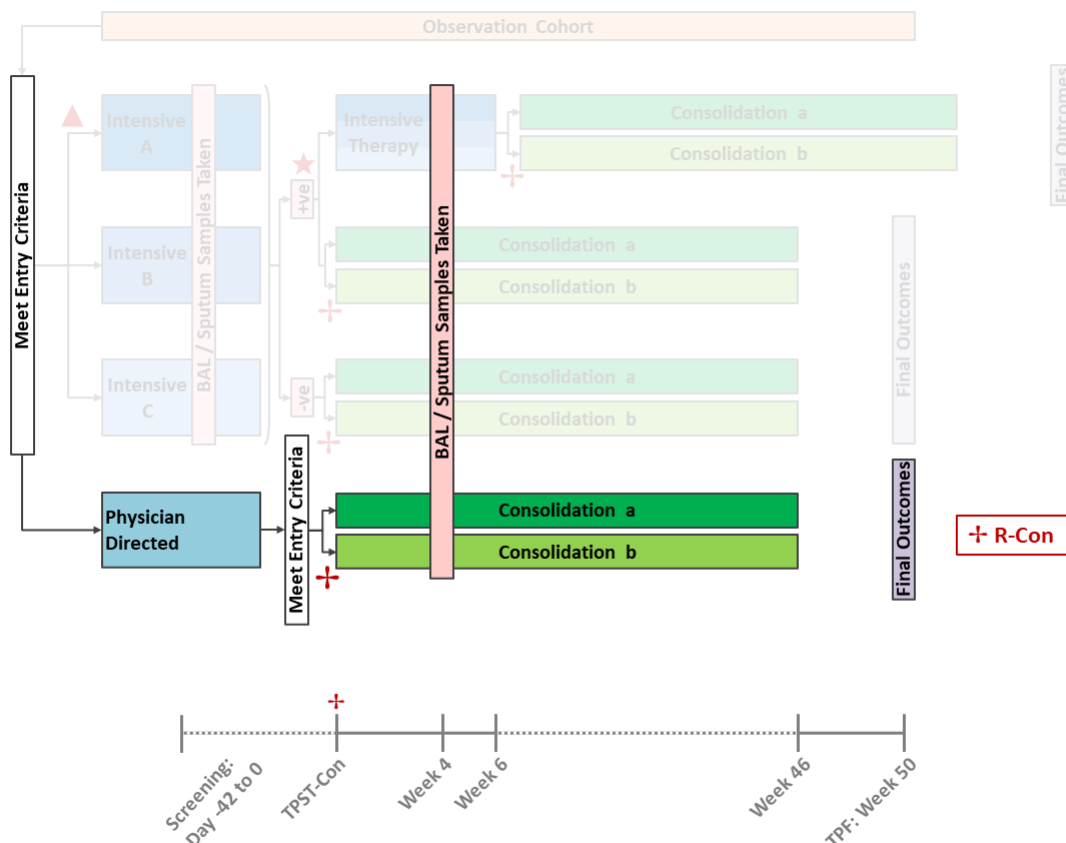 Observation Cohort
Meet Entry Criteria
Intensive
A
Intensive
B
Intensive
C
BAL / Sputum Samples Taken
+ve
-ve
Intensive
Therapy
Consolidation a
Consolidation b
Consolidation a
Consolidation b
Consolidation a
Consolidation b
BAL / Sputum Samples Taken
Final Outcomes
Final Outcomes
Physician
Directed
Meet Entry Criteria
Consolidation a
Consolidation b
Final Outcomes
☩ R-Con
Screening:
Day -42 to 0
TPST-Con
Week 4
Week 6
Week 46
TPF: Week 50